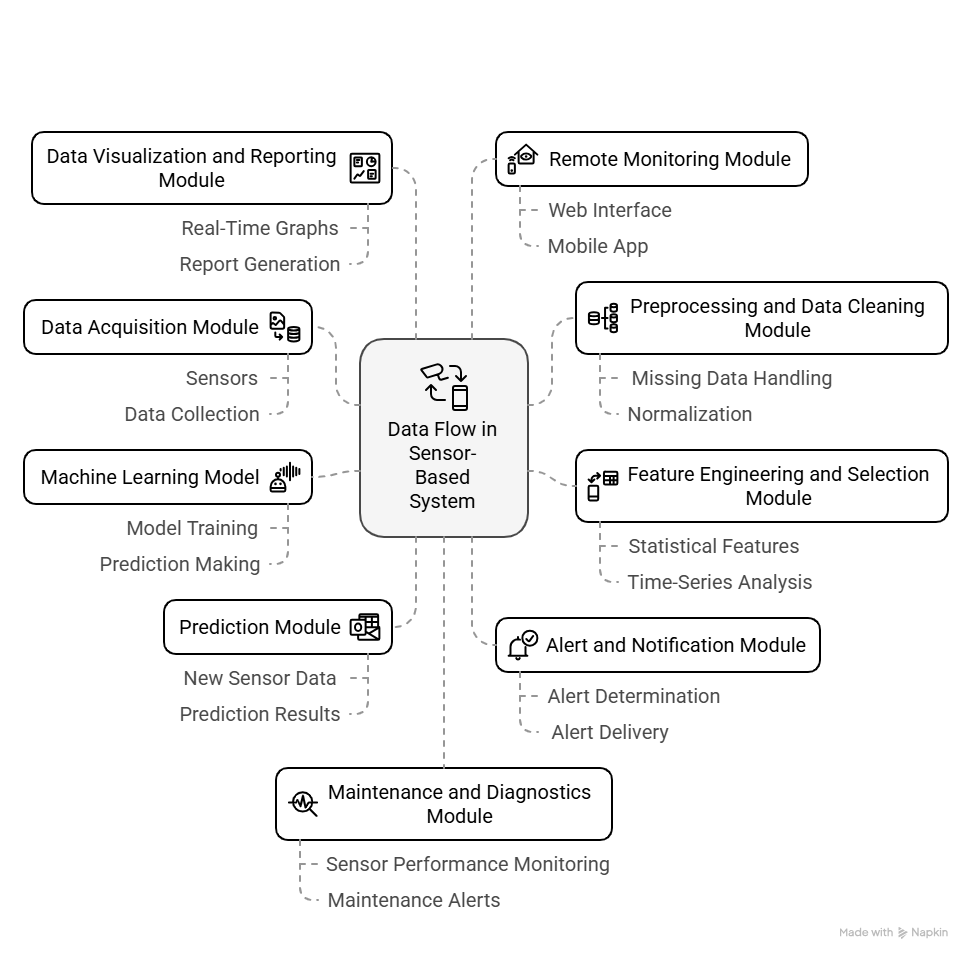 Data Visualization and Reporting
Module
Real-Time Graphs
Report Generation
Remote Monitoring Module
Web Interface
Mobile App
Data Acquisition Module
Sensors
Data Collection
Preprocessing and Data Cleaning
Module
Missing Data Handling
Normalization
Data Flow in
Sensor-
Based
System
Machine Learning Model
Model Training
Prediction Making
Feature Engineering and Selection
Module
Statistical Features
Time-Series Analysis
Prediction Module
New Sensor Data
Prediction Results
Alert and Notification Module
Alert Determination
Alert Delivery
Maintenance and Diagnostics
Module
Sensor Performance Monitoring
Maintenance Alerts
Made with Napkin